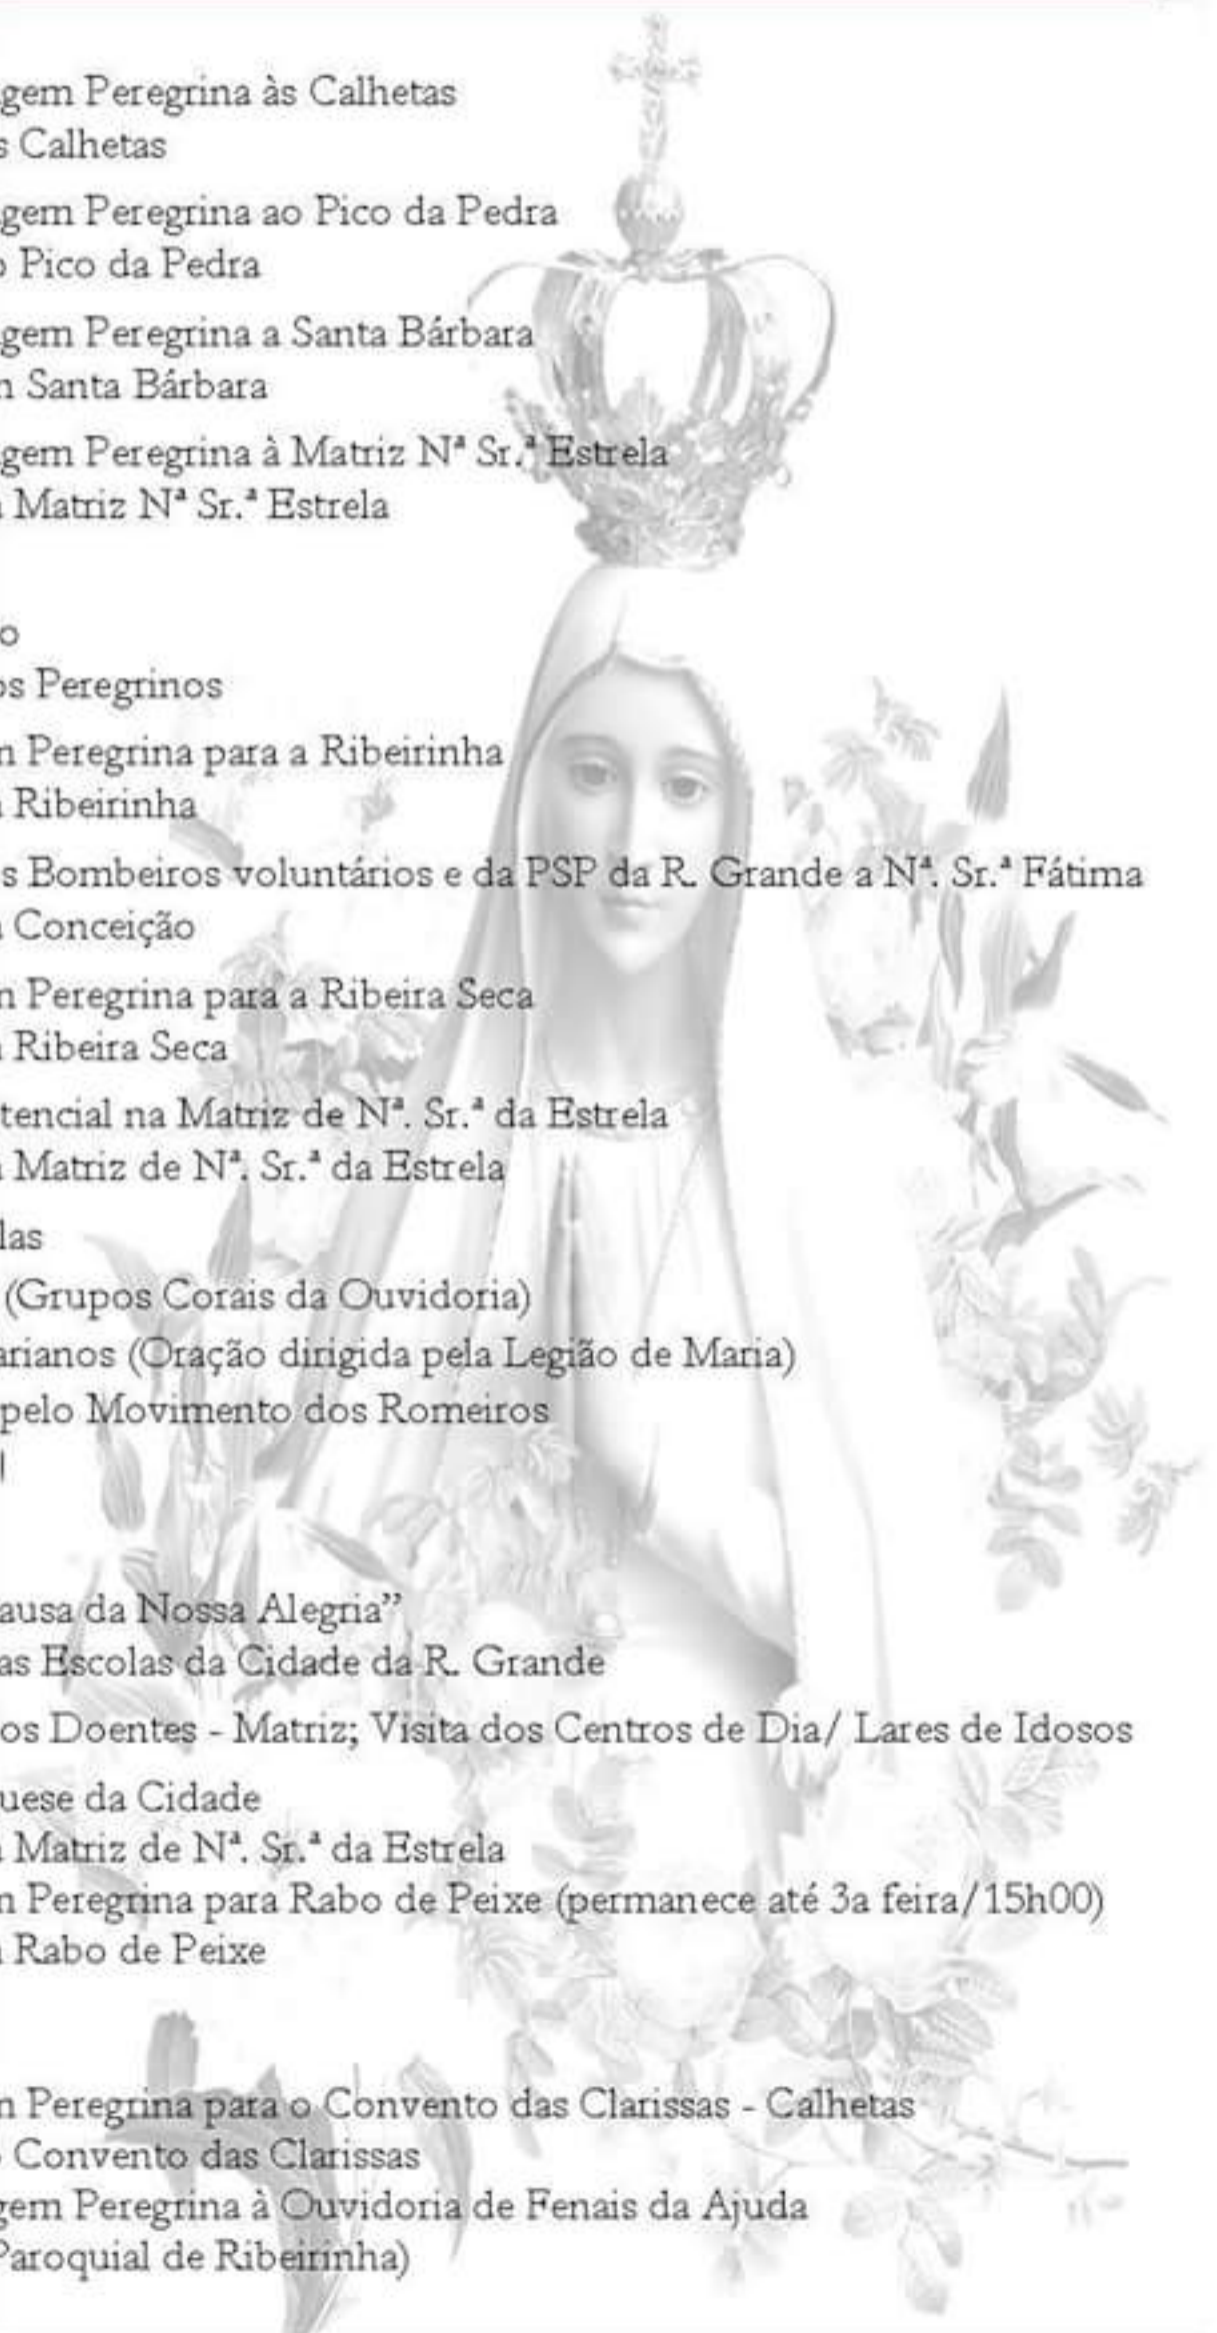 gem Peregrina às Calhetas
s Calhetas
gem Peregrina ao Pico da Pedra
o Pico da Pedra
gem Peregrina a Santa Bárbara
n Santa Bárbara
gem Peregrina à Matriz Nª Sr.ª Estrela
a Matriz Nª Sr.ª Estrela
o
os Peregrinos
m Peregrina para a Ribeirinha
a Ribeirinha
s Bombeiros voluntários e da PSP da R. Grande a Nª. Sr.ª Fátima
a Conceição
m Peregrina para a Ribeira Seca
a Ribeira Seca
tencial na Matriz de Nª. Sr.ª da Estrela
a Matriz de Nª. Sr.ª da Estrela
las
(Grupos Corais da Ouvidoria)
arianos (Oração dirigida pela Legião de Maria)
pelo Movimento dos Romeiros
l
ausa da Nossa Alegria”
as Escolas da Cidade da R. Grande
os Doentes - Matriz; Visita dos Centros de Dia/ Lares de Idosos
uese da Cidade
a Matriz de Nª. Sr.ª da Estrela
m Peregrina para Rabo de Peixe (permanece até 3a feira/15h00)
a Rabo de Peixe
m Peregrina para o Convento das Clarissas - Calhetas
o Convento das Clarissas
gem Peregrina à Ouvidoria de Fenais da Ajuda
Paroquial de Ribeirinha)